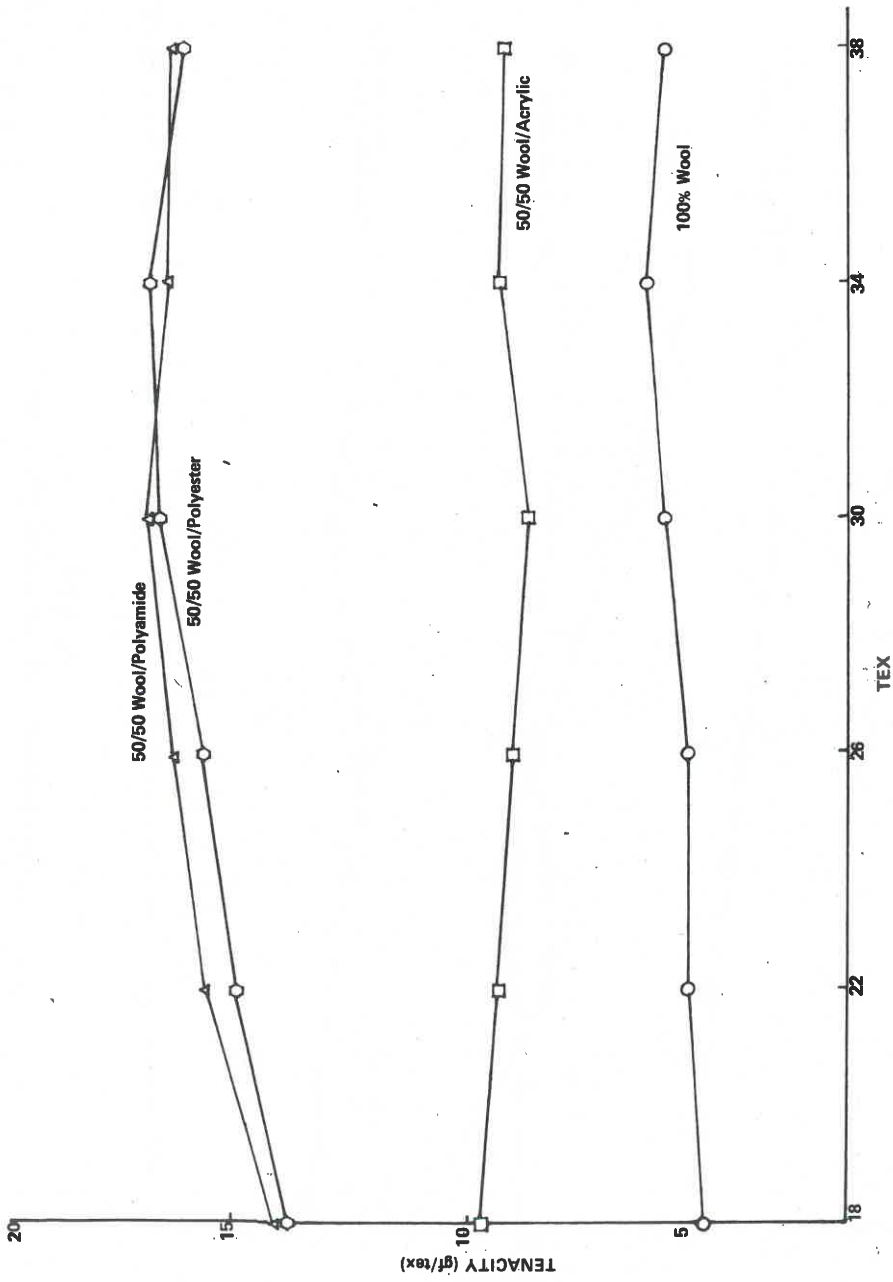 20
15
10
5
TENACITY (gf/tex)
50/50 Wool/Polyamide
50/50 Wool/Polyester
50/50 Wool/Acrylic
100% Wool
18
22
26
30
34
38
TEX